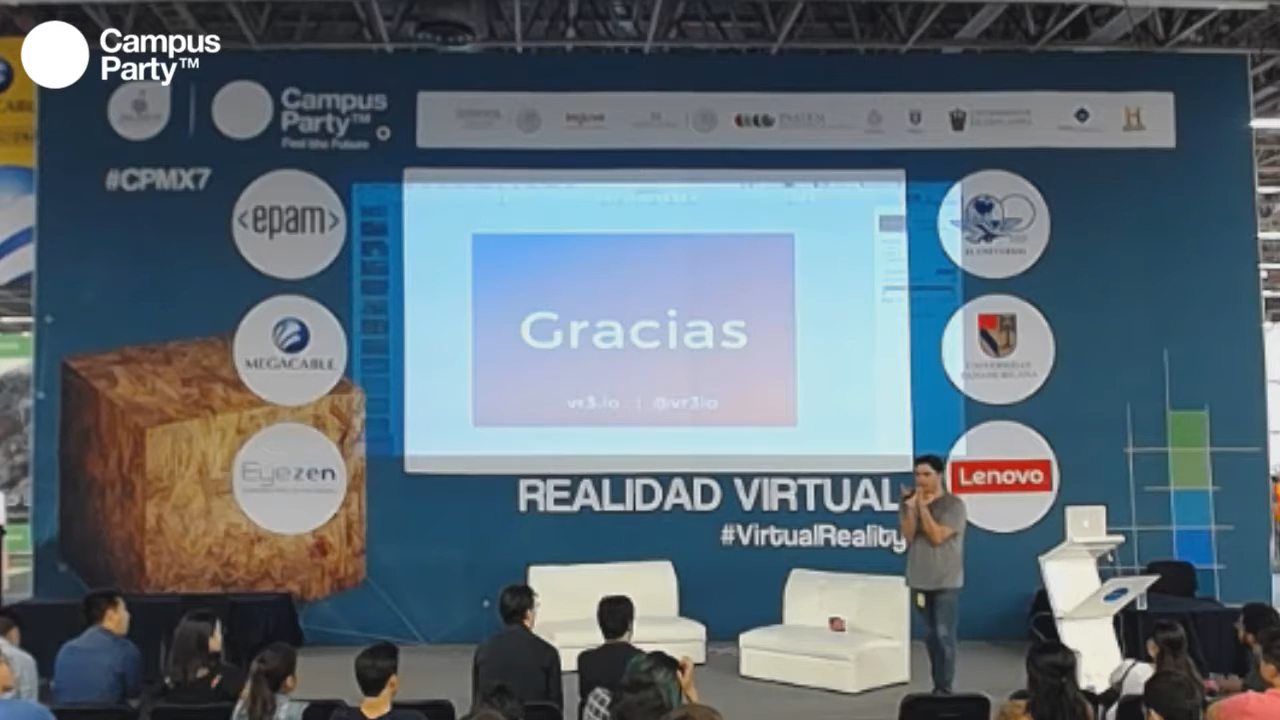 Campus
Party™
Campus
Party™
Feel the Future
#CPMX7
<epam>
MEGACABLE
Eyezen
Gracias
vr3.io | @vr3io
Lenovo
REALIDAD VIRTUAL
#VirtualReality